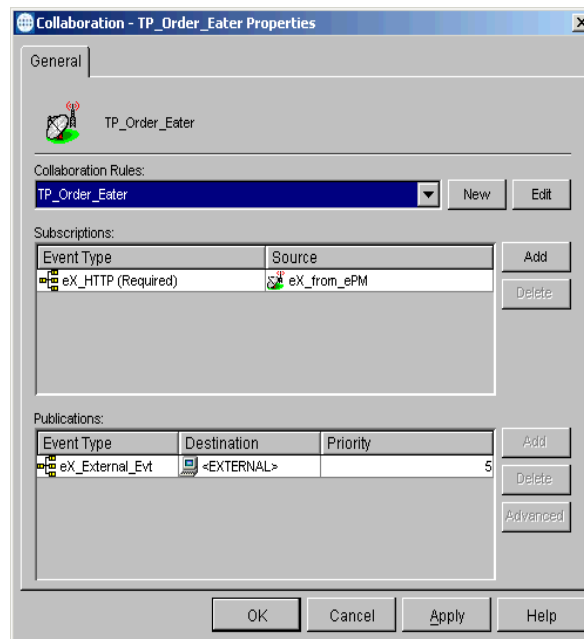 Collaboration - TP_Order_Eater Properties
General
TP_Order_Eater
Collaboration Rules:
TP_Order_Eater
New
Edit
Subscriptions:
Event Type Source
eX_HTTP (Required) eX_from_ePM
Add
Delete
Publications:
Event Type Destination Priority
eX_External_Evt <EXTERNAL> 5
Add
Delete
Advanced
OK Cancel Apply Help